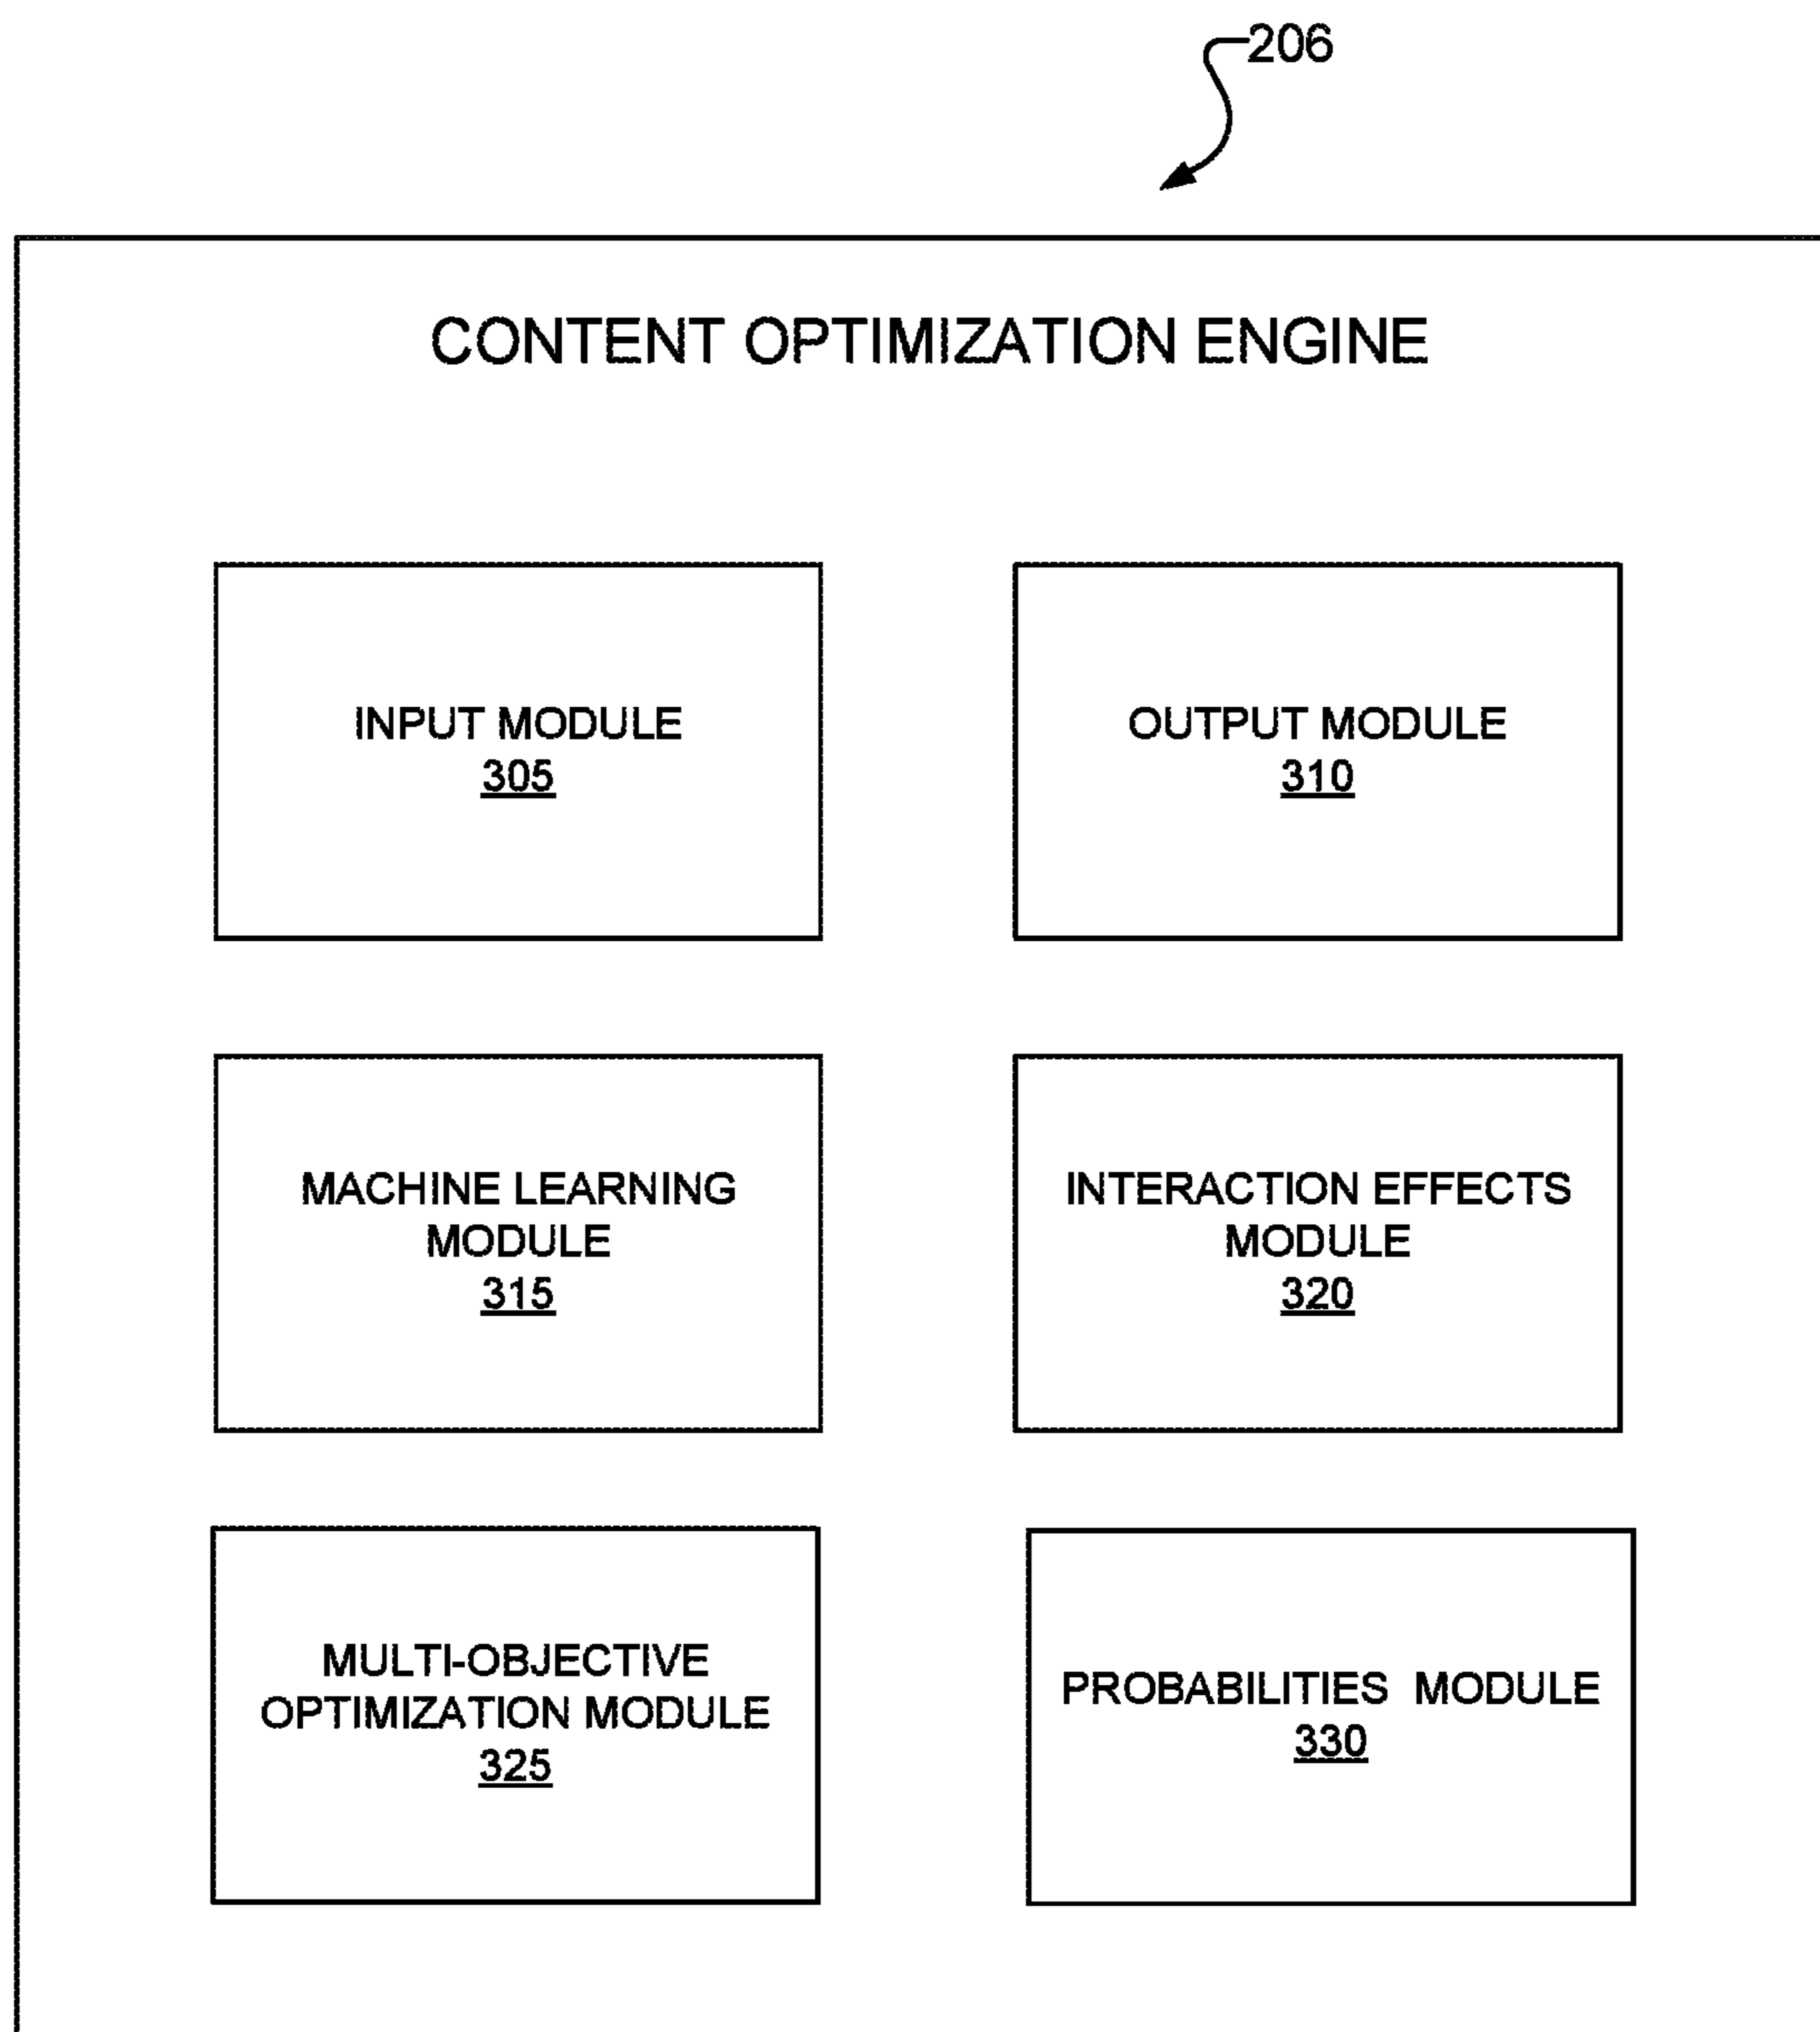 206
CONTENT OPTIMIZATION ENGINE
INPUT MODULE
305
OUTPUT MODULE
310
MACHINE LEARNING
MODULE
315
INTERACTION EFFECTS
MODULE
320
MULTI-OBJECTIVE
OPTIMIZATION MODULE
325
PROBABILITIES MODULE
330